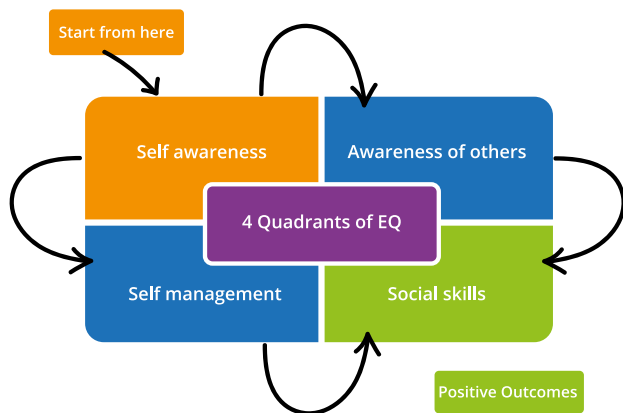 Start from here
Self awareness
Awareness of others
4 Quadrants of EQ
Self management
Social skills
Positive Outcomes